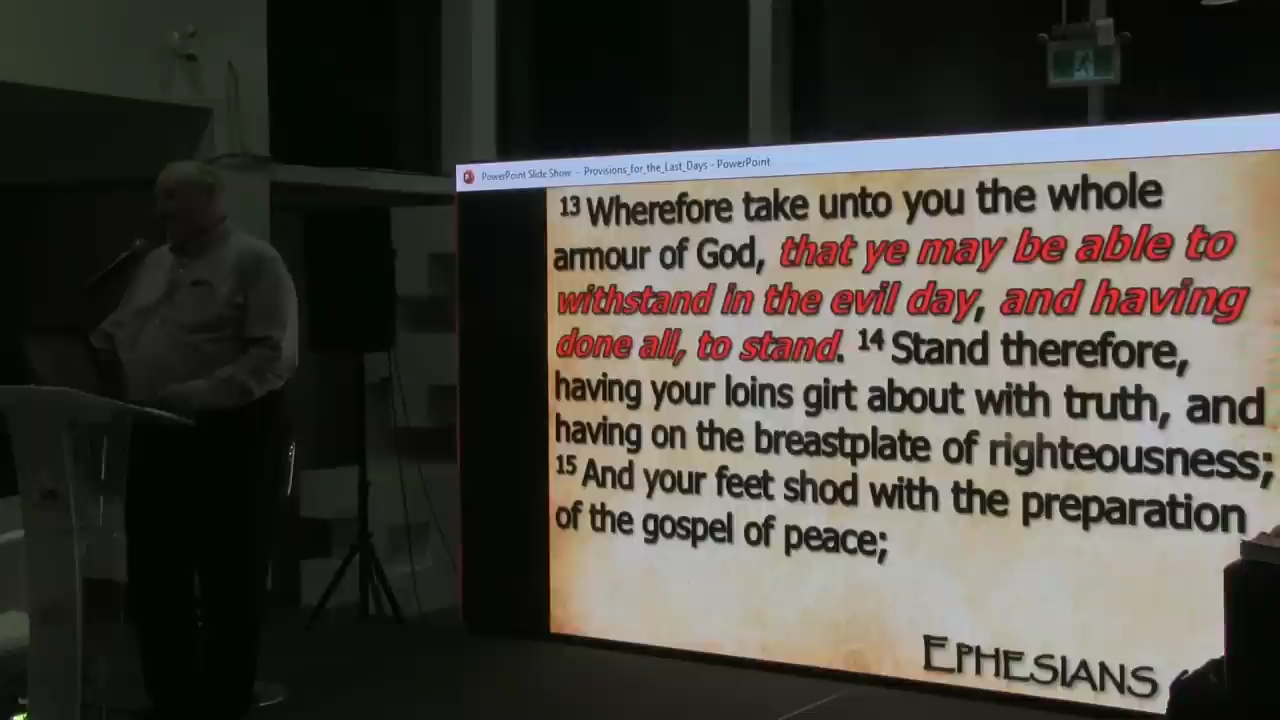 PowerPoint Slide Show - Provisions_for_the_Last_Days - PowerPoint
13 Wherefore take unto you the whole
armour of God, that ye may be able to
withstand in the evil day, and having
done all, to stand. 14 Stand therefore,
having your loins girt about with truth, and
having on the breastplate of righteousness;
15 And your feet shod with the preparation
of the gospel of peace;
EPHESIANS